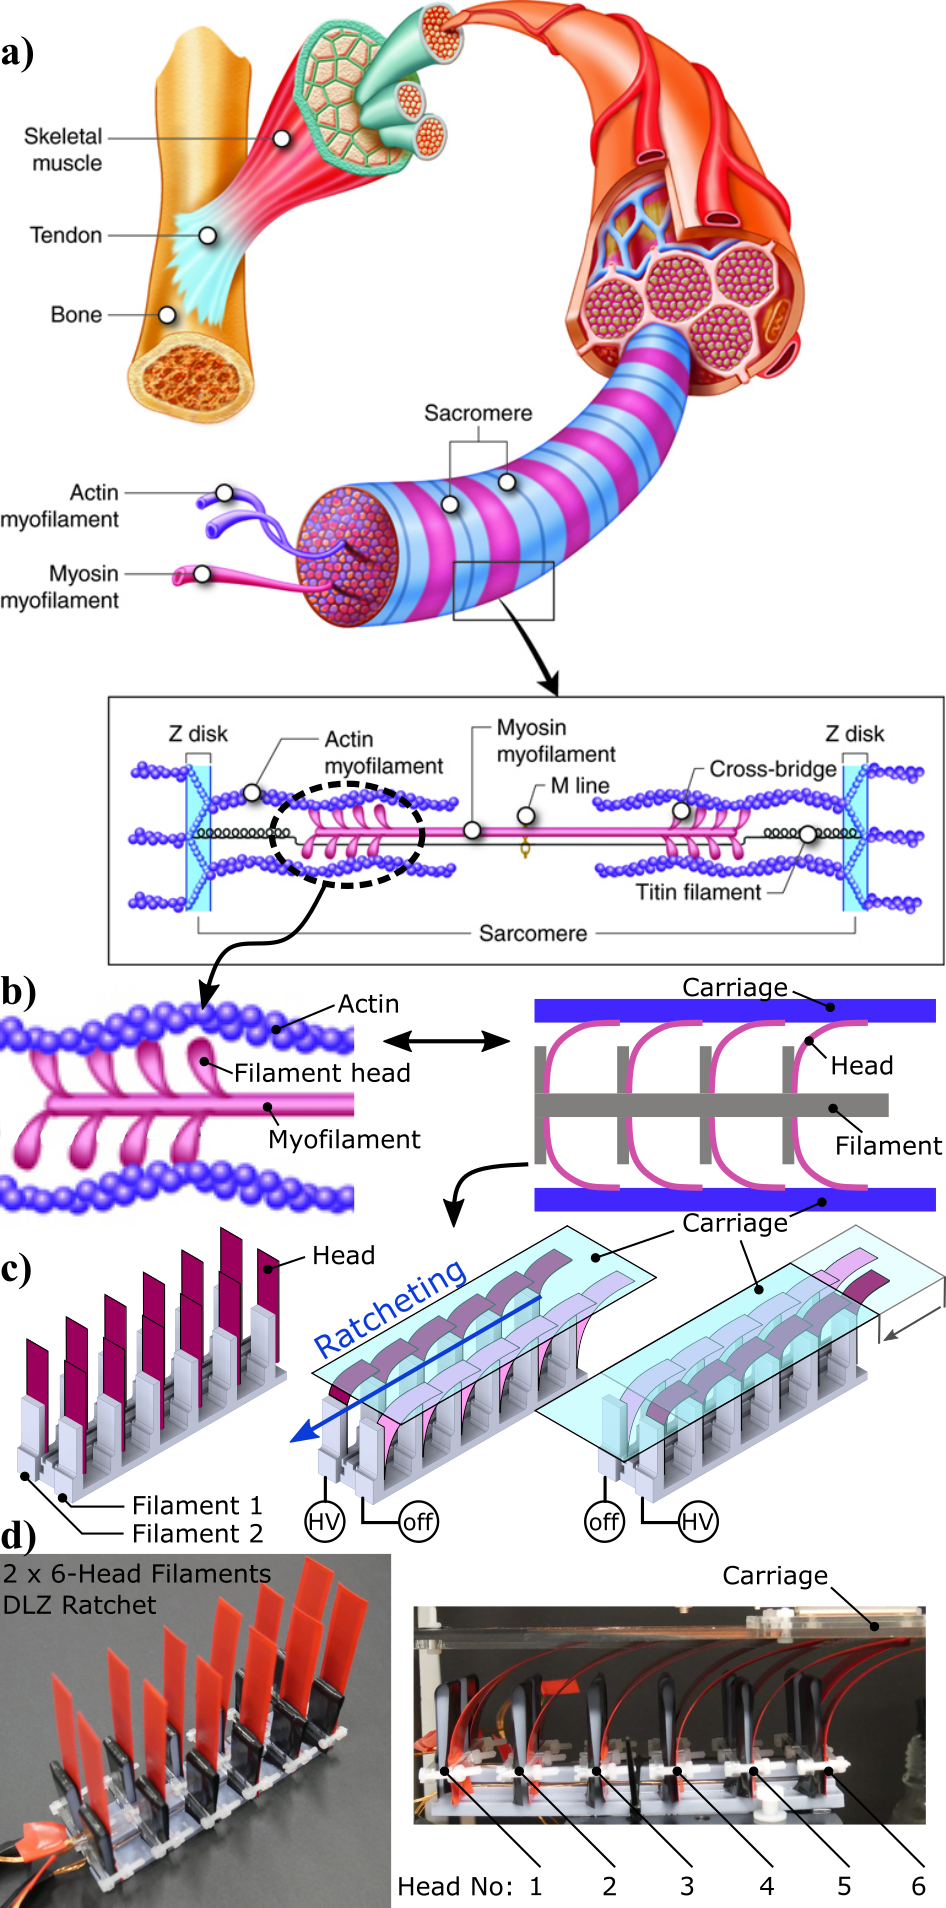 a)
Skeletal
muscle
Tendon
Bone
Sacromere
Actin
myofilament
Myosin
myofilament
Z disk
Actin
myofilament
Myosin
myofilament
M line
Cross-bridge
Z disk
Titin filament
Sarcomere
b)
Actin
Filament head
Myofilament
Carriage
Head
Filament
Carriage
c)
Head
Filament 1
Filament 2
Ratcheting
HV
off
off
HV
d)
2 x 6-Head Filaments
DLZ Ratchet
Carriage
Head No: 1 2 3 4 5 6